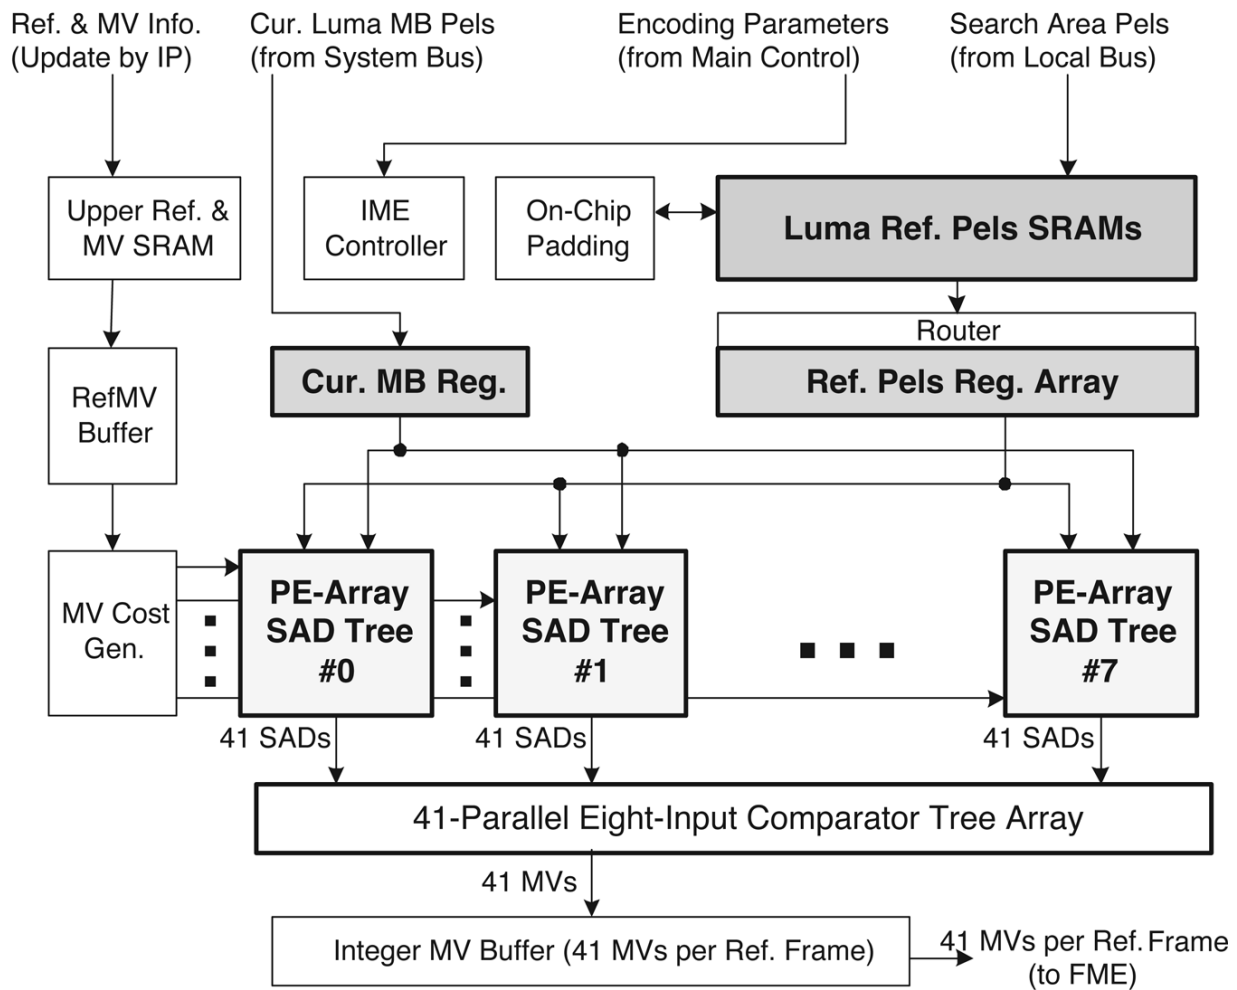 Ref. & MV Info.
(Update by IP)
Cur. Luma MB Pels
(from System Bus)
Encoding Parameters
(from Main Control)
Search Area Pels
(from Local Bus)
Upper Ref. &
MV SRAM
IME
Controller
On-Chip
Padding
Luma Ref. Pels SRAMs
Router
RefMV
Buffer
Cur. MB Reg.
Ref. Pels Reg. Array
MV Cost
Gen.
PE-Array
SAD Tree
#0
PE-Array
SAD Tree
#1
PE-Array
SAD Tree
#7
41 SADs
41 SADs
41 SADs
41-Parallel Eight-Input Comparator Tree Array
41 MVs
Integer MV Buffer (41 MVs per Ref. Frame)
41 MVs per Ref. Frame
(to FME)